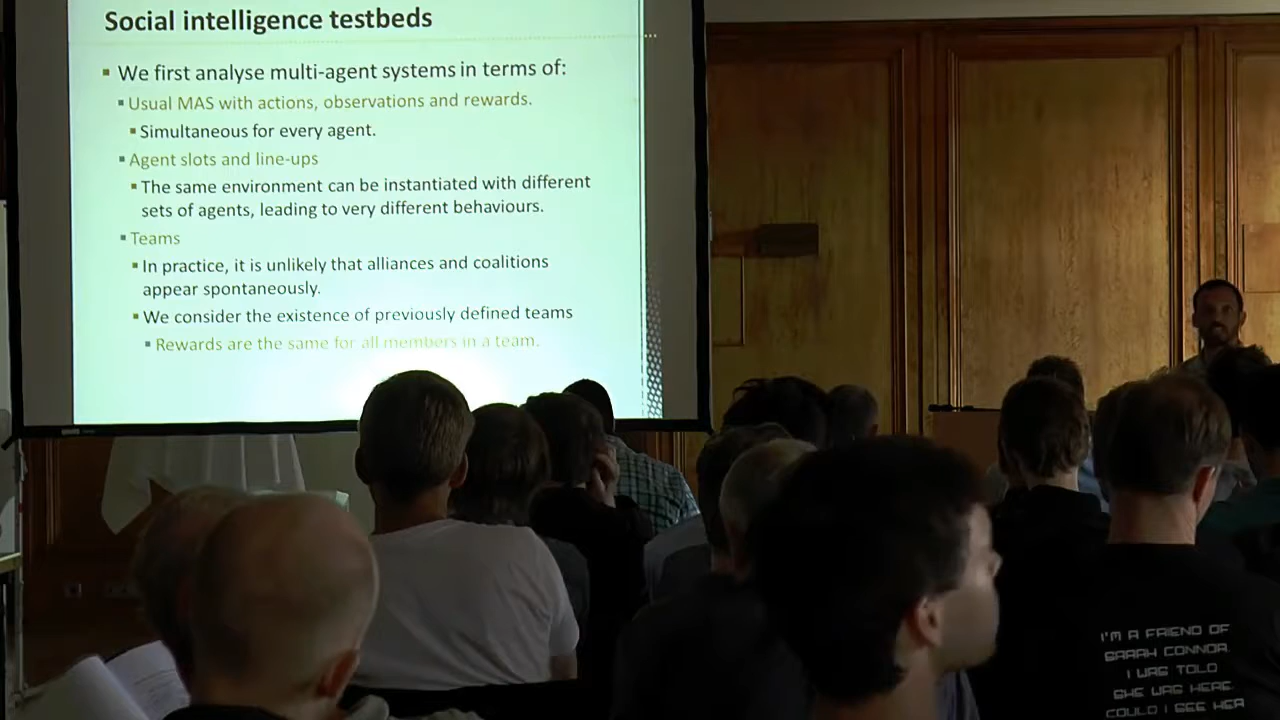 Social intelligence testbeds
We first analyse multi-agent systems in terms of:
Usual MAS with actions, observations and rewards.
Simultaneous for every agent.
Agent slots and line-ups
The same environment can be instantiated with different
sets of agents, leading to very different behaviours.
Teams
In practice, it is unlikely that alliances and coalitions
appear spontaneously.
We consider the existence of previously defined teams
Rewards are the same for all members in a team.
I'M A FRIEND OF
SARAH CONNOR
I WAS TOLD
SHE WAS HERE
COULD I SEE HER